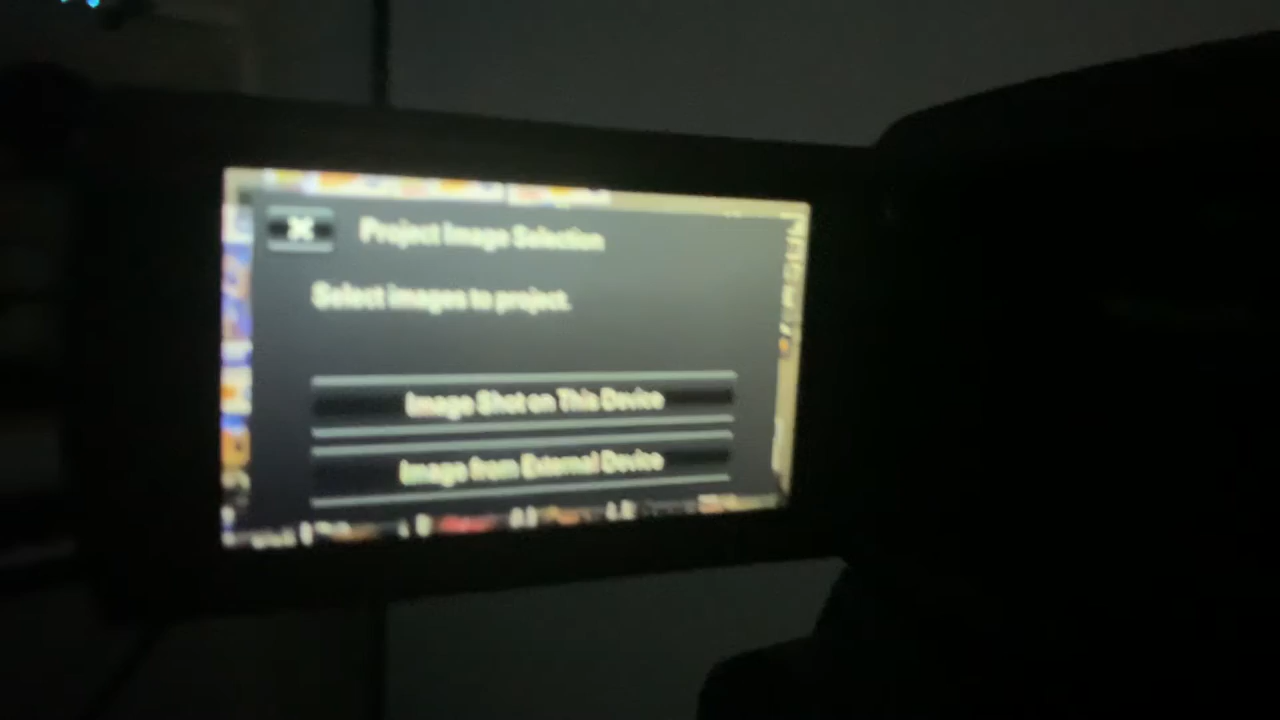 Project Image Selection
Select images to project.
Image Shot on This Device
Image from External Device